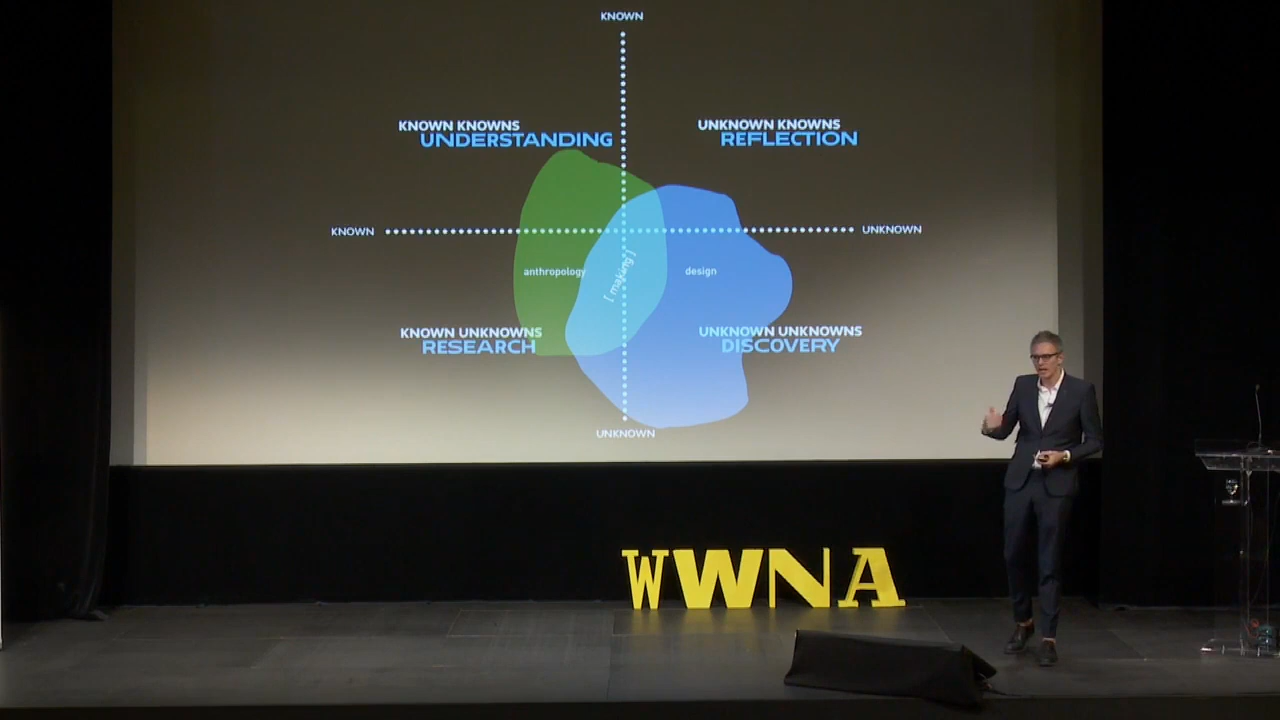 KNOWN
KNOWN KNOWNS
UNDERSTANDING
UNKNOWN KNOWNS
REFLECTION
KNOWN
UNKNOWN
anthropology
[ making ]
design
KNOWN UNKNOWNS
RESEARCH
UNKNOWN UNKNOWNS
DISCOVERY
UNKNOWN
WWNA